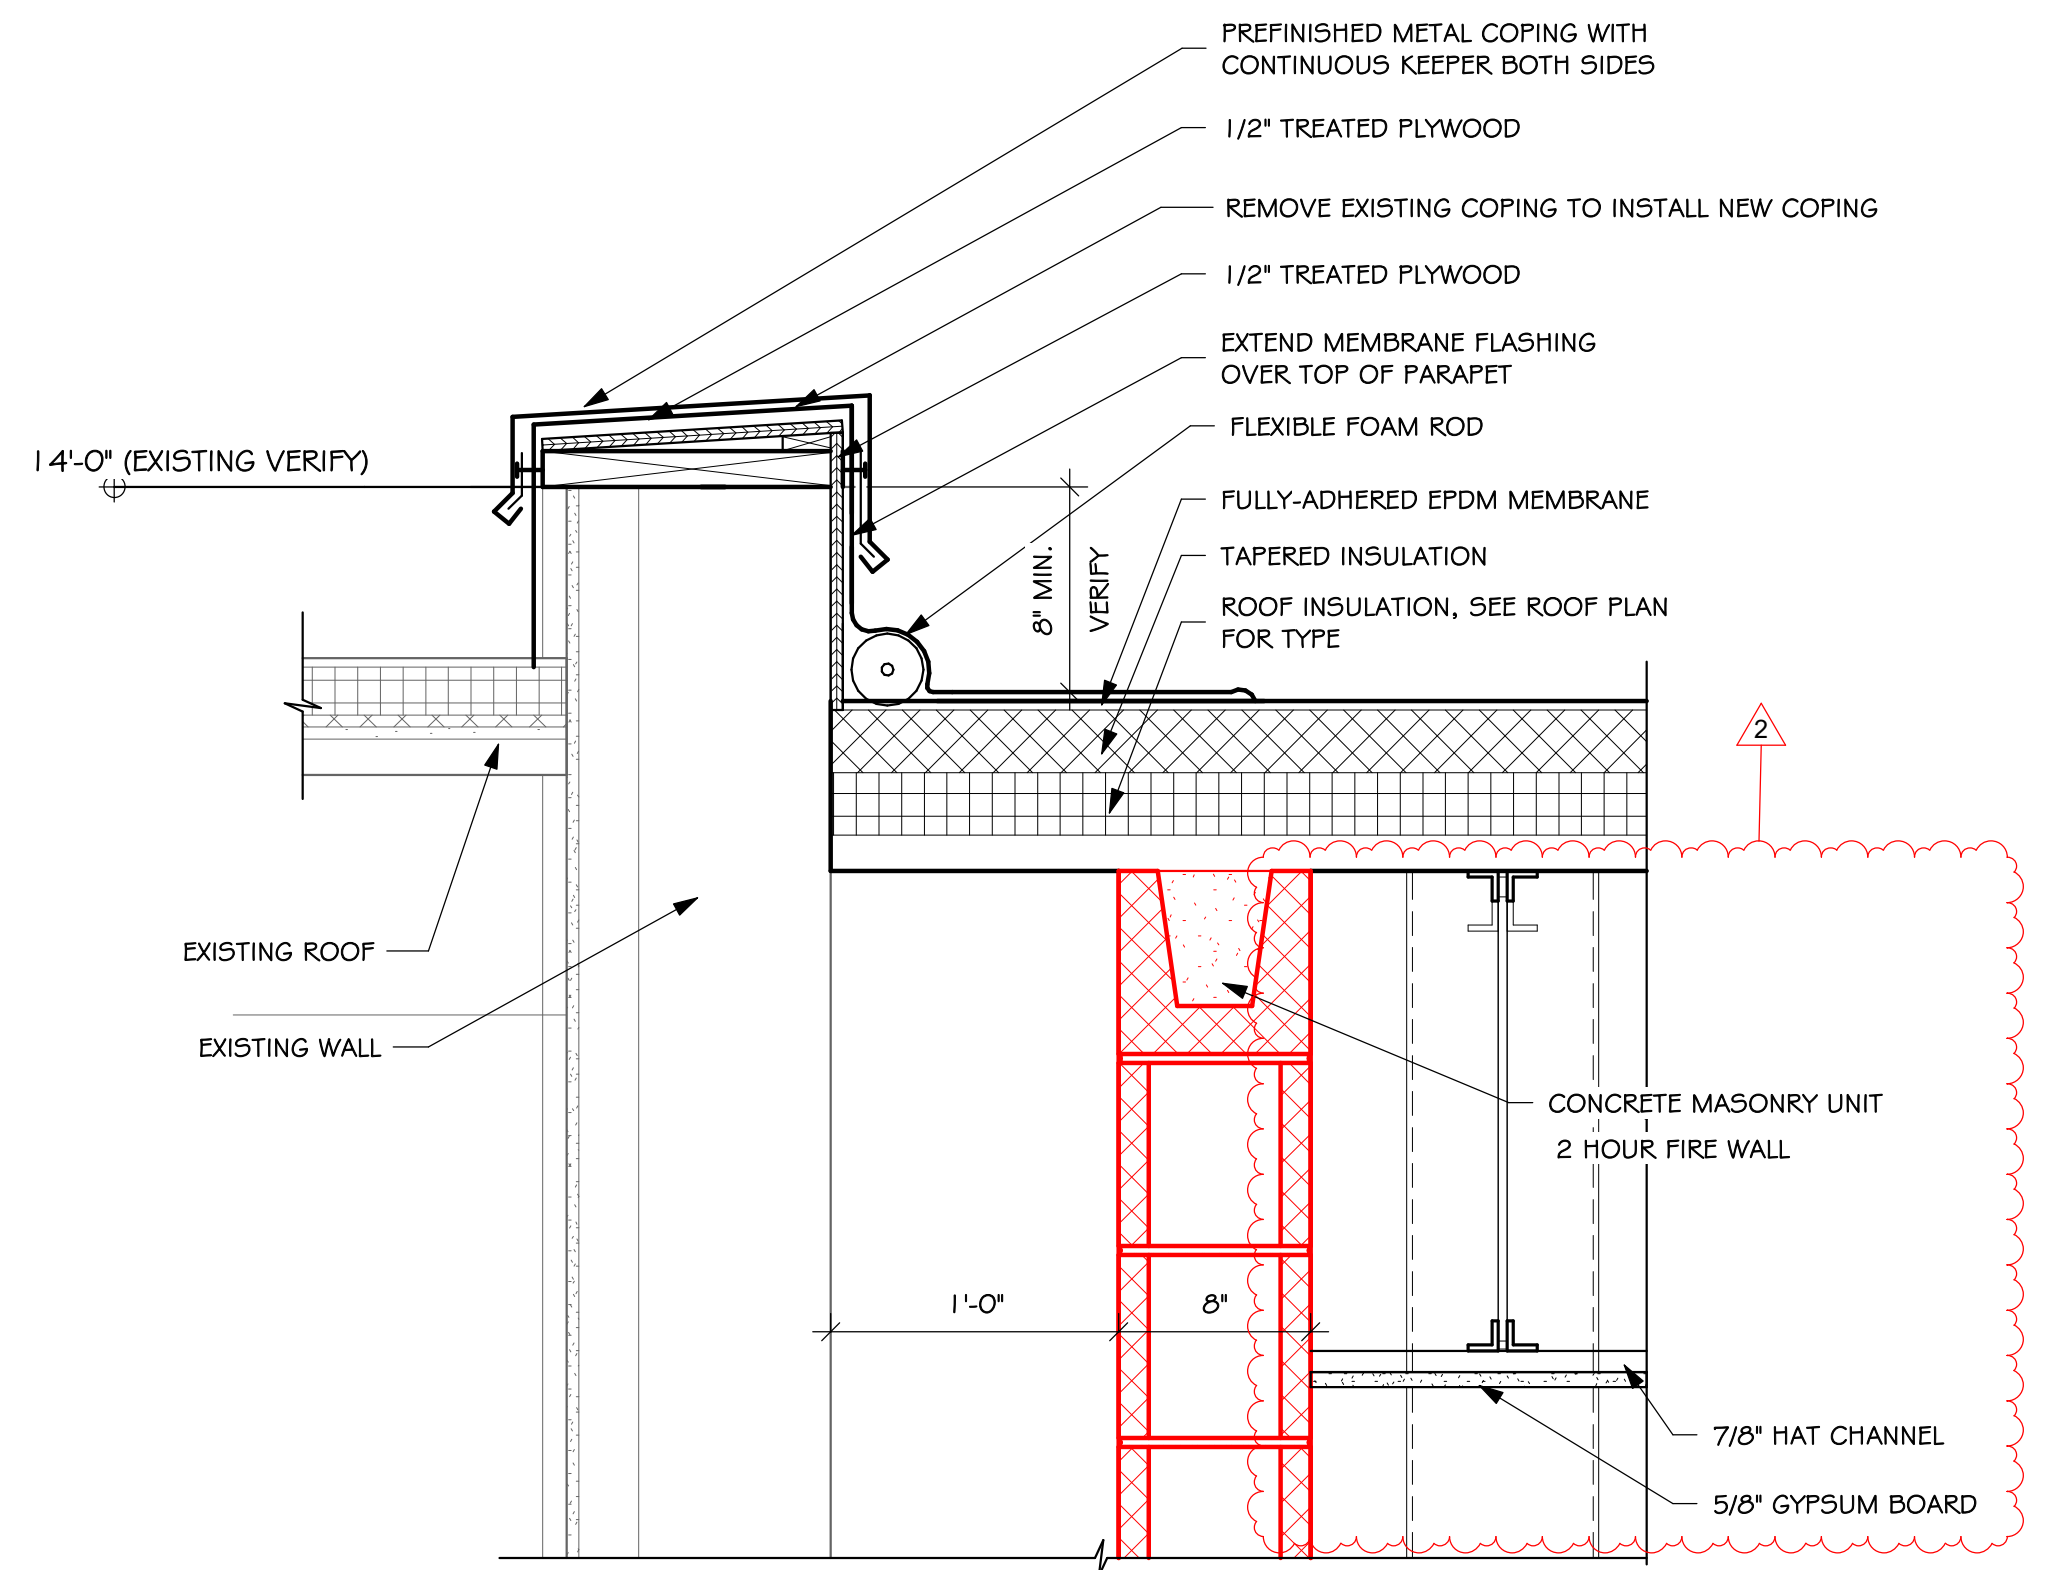 PREFINISHED METAL COPING WITH
CONTINUOUS KEEPER BOTH SIDES
1/2" TREATED PLYWOOD
REMOVE EXISTING COPING TO INSTALL NEW COPING
1/2" TREATED PLYWOOD
EXTEND MEMBRANE FLASHING
OVER TOP OF PARAPET
FLEXIBLE FOAM ROD
14'-0" (EXISTING VERIFY)
FULLY-ADHERED EPDM MEMBRANE
TAPERED INSULATION
8" MIN.
VERIFY
ROOF INSULATION, SEE ROOF PLAN
FOR TYPE
2
EXISTING ROOF
EXISTING WALL
CONCRETE MASONRY UNIT
2 HOUR FIRE WALL
1'-0"
8"
7/8" HAT CHANNEL
5/8" GYPSUM BOARD